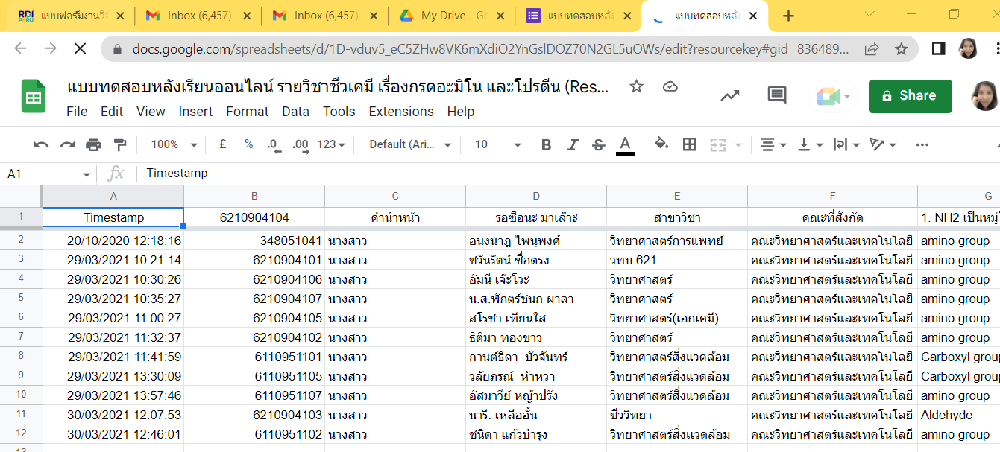 RDI แบบฟอร์มงานวิ
PBRU
Inbox (6,457)
Inbox (6,457)
My Drive - Go
แบบทดสอบหลัง
แบบทดสอบหลัง
docs.google.com/spreadsheets/d/1D-vduv5_eC5ZHw8VK6mXdiO2YnGslDOZ70N2GL5uOWs/edit?resourcekey#gid=836489...
แบบทดสอบหลังเรียนออนไลน์ รายวิชาชีวเคมี เรื่องกรดอะมิโน และโปรตีน (Res...
Share
File Edit View Insert Format Data Tools Extensions Help
100% £ % .0 .00 123 Default (Ari... 10 B I S A
A1 fx Timestamp
A B C D E F G
1 Timestamp 6210904104 คำนำหน้า รอซือนะ มาเล๊าะ สาขาวิชา คณะที่สังกัด 1. NH2 เป็นหมู่
2 20/10/2020 12:18:16 348051041 นางสาว อนงนาฎ ไพนุพงศ์ วิทยาศาสตร์การแพทย์ คณะวิทยาศาสตร์และเทคโนโลยี amino group
3 29/03/2021 10:21:14 6210904101 นางสาว ชวันรัตน์ ซื่อตรง วทบ.621 คณะวิทยาศาสตร์และเทคโนโลยี amino group
4 29/03/2021 10:30:26 6210904106 นางสาว อัมนี เจ๊ะโวะ วิทยาศาสตร์ คณะวิทยาศาสตร์และเทคโนโลยี amino group
5 29/03/2021 10:35:27 6210904107 นางสาว น.ส.พักตร์ชนก ผาลา วิทยาศาสตร์ คณะวิทยาศาสตร์และเทคโนโลยี amino group
6 29/03/2021 11:00:27 6210904105 นางสาว สโรชา เทียนใส วิทยาศาสตร์(เอกเคมี) คณะวิทยาศาสตร์และเทคโนโลยี amino group
7 29/03/2021 11:32:37 6210904102 นางสาว ธิติมา ทองขาว วิทยาศาสตร์ คณะวิทยาศาสตร์และเทคโนโลยี amino group
8 29/03/2021 11:41:59 6110951101 นางสาว กานต์ธิดา บัวจันทร์ วิทยาศาสตร์สิ่งแวดล้อม คณะวิทยาศาสตร์และเทคโนโลยี Carboxyl group
9 29/03/2021 13:30:09 6110951105 นางสาว วลัยภรณ์ ห้าหวา วิทยาศาสตร์สิ่งแวดล้อม คณะวิทยาศาสตร์และเทคโนโลยี Carboxyl group
10 29/03/2021 13:57:46 6110951107 นางสาว อัสมาวีย์ หญ้าปรัง วิทยาศาสตร์สิ่งแวดล้อม คณะวิทยาศาสตร์และเทคโนโลยี amino group
11 30/03/2021 12:07:53 6210904103 นางสาว นารี. เหลืออั้น ชีววิทยา คณะวิทยาศาสตร์และเทคโนโลยี Aldehyde
12 30/03/2021 12:46:01 6110951102 นางสาว ชนิดา แก้วบำรุง วิทยาศาสตร์สิ่งแวดล้อม คณะวิทยาศาสตร์และเทคโนโลยี amino group
13